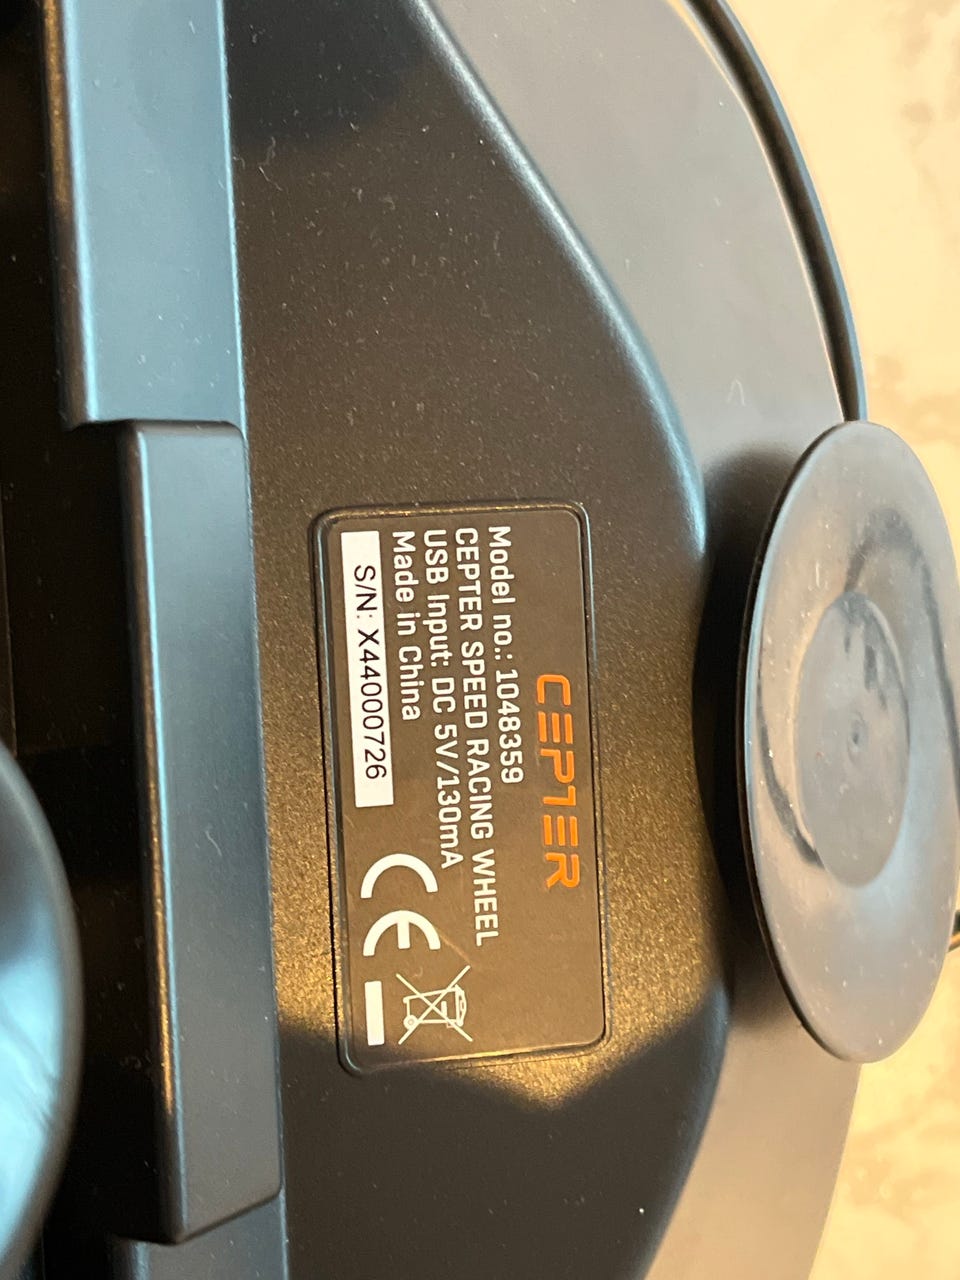 CEPTER
Model no.: 1048359
CEPTER SPEED RACING WHEEL
USB Input: DC 5V/130mA
Made in China
S/N: X44000726
CE